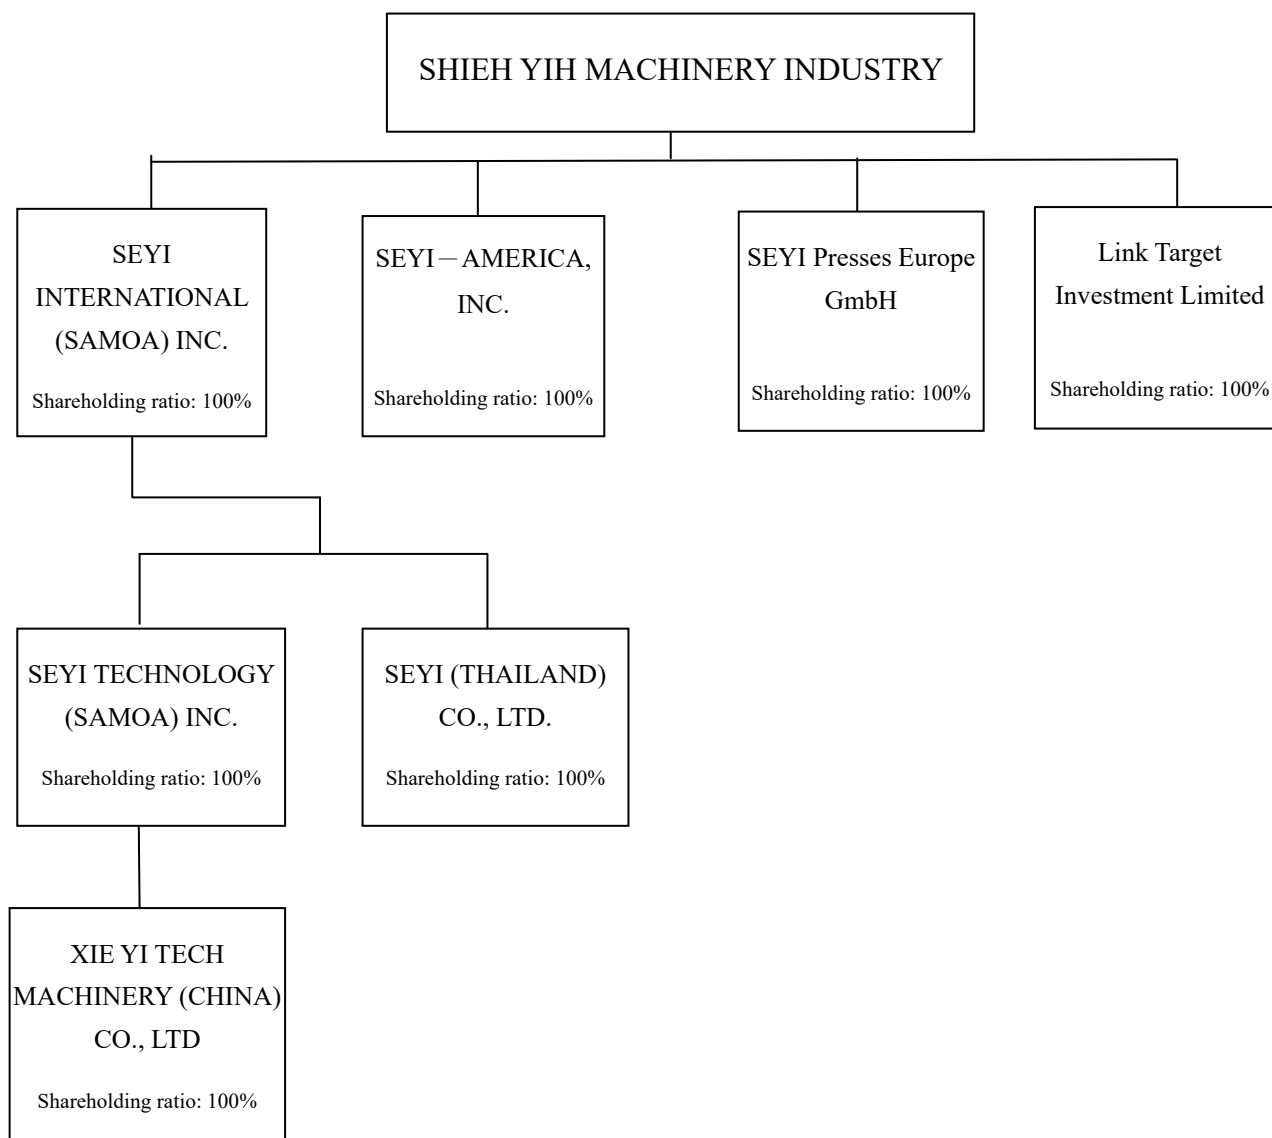 SHIEH YIH MACHINERY INDUSTRY
SEYI
INTERNATIONAL
(SAMOA) INC.
Shareholding ratio: 100%
SEYI－AMERICA,
INC.
Shareholding ratio: 100%
SEYI Presses Europe
GmbH
Shareholding ratio: 100%
Link Target
Investment Limited
Shareholding ratio: 100%
SEYI TECHNOLOGY
(SAMOA) INC.
Shareholding ratio: 100%
SEYI (THAILAND)
CO., LTD.
Shareholding ratio: 100%
XIE YI TECH
MACHINERY (CHINA)
CO., LTD
Shareholding ratio: 100%